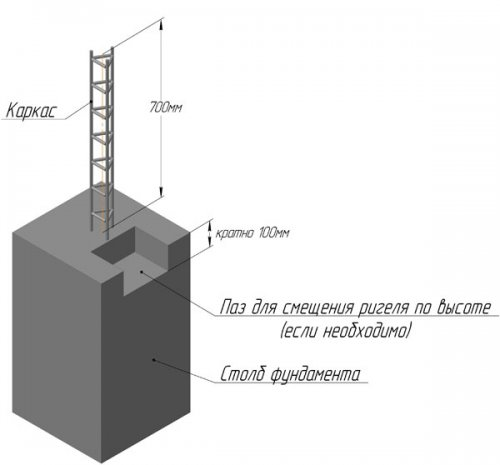 Каркас
700мм
кратно 100мм
Паз для смещения ригеля по высоте
(если необходимо)
Столб фундамента